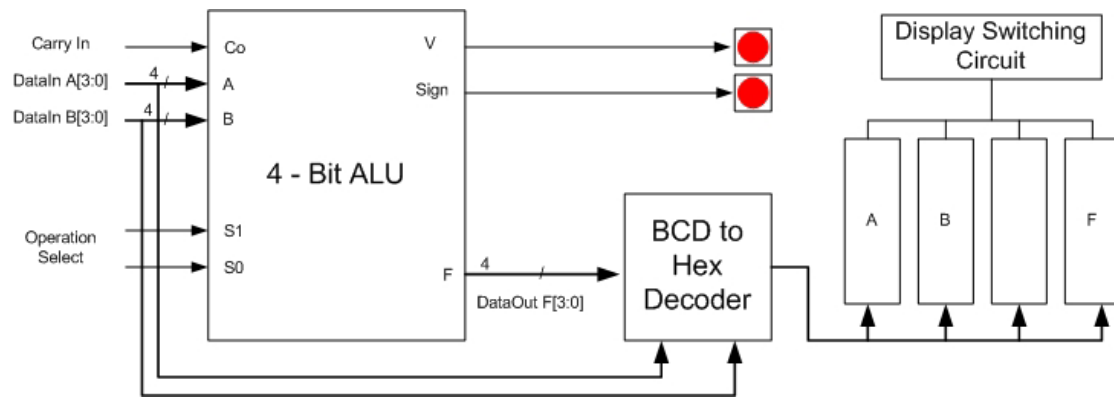 Carry In
DataIn A[3:0]
DataIn B[3:0]
Operation
Select
4
4
Co
A
B
S1
S0
4 - Bit ALU
V
Sign
F
4
DataOut F[3:0]
BCD to
Hex
Decoder
Display Switching
Circuit
A
B
F